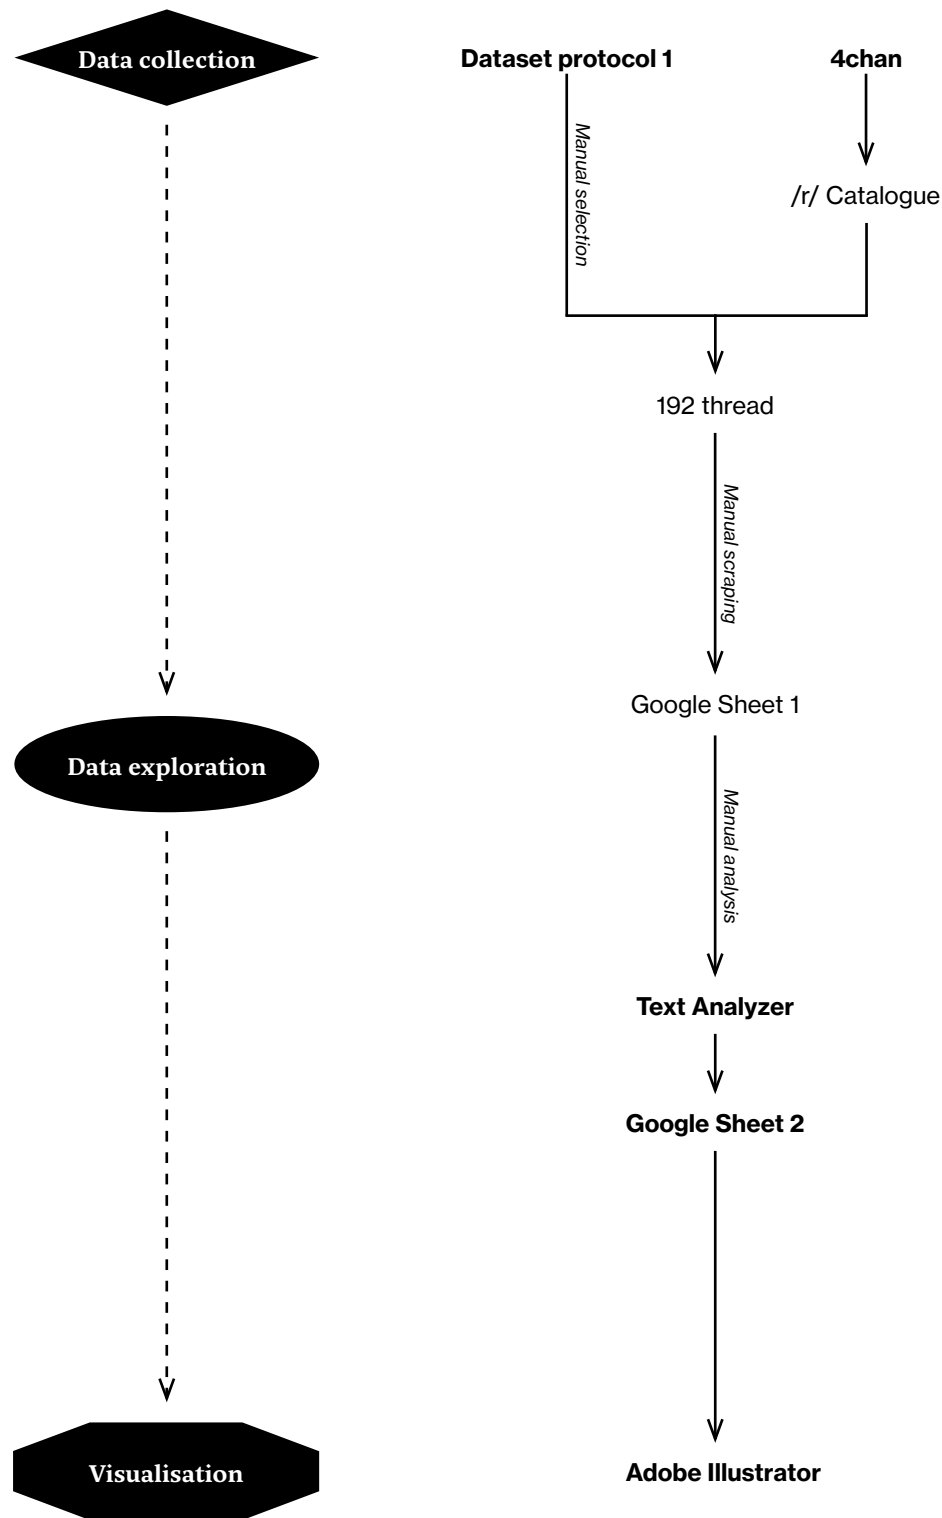 Data collection
Dataset protocol 1
4chan
Manual selection
/r/ Catalogue
192 thread
Manual scraping
Google Sheet 1
Data exploration
Manual analysis
Text Analyzer
Google Sheet 2
Visualisation
Adobe Illustrator